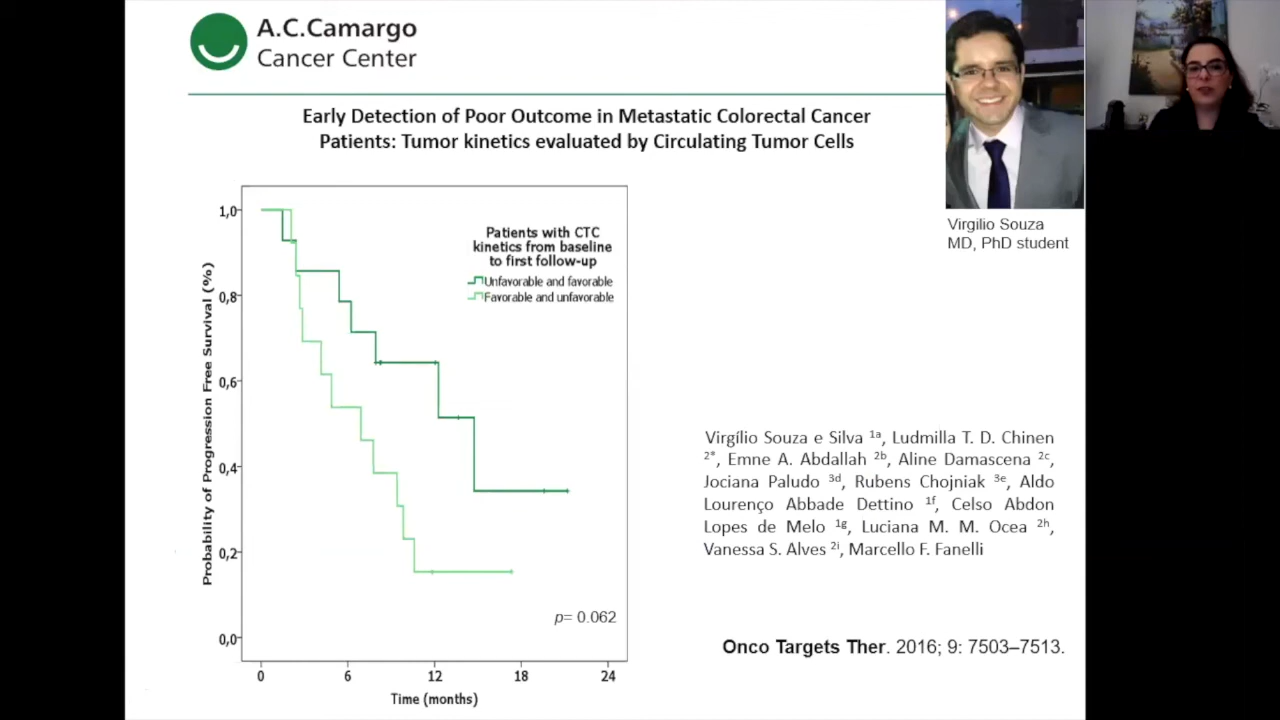 A.C.Camargo
Cancer Center
Early Detection of Poor Outcome in Metastatic Colorectal Cancer
Patients: Tumor kinetics evaluated by Circulating Tumor Cells
Virgilio Souza
MD, PhD student
Probability of Progression Free Survival (%)
1,0
0,8
0,6
0,4
0,2
0,0
Patients with CTC
kinetics from baseline
to first follow-up
Unfavorable and favorable
Favorable and unfavorable
p= 0.062
0 6 12 18 24
Time (months)
Virgílio Souza e Silva 1a, Ludmilla T. D. Chinen
2*, Emne A. Abdallah 2b, Aline Damascena 2c,
Jociana Paludo 3d, Rubens Chojniak 3e, Aldo
Lourenço Abbade Dettino 1f, Celso Abdon
Lopes de Melo 1g, Luciana M. M. Ocea 2h,
Vanessa S. Alves 2i, Marcello F. Fanelli
Onco Targets Ther. 2016; 9: 7503–7513.